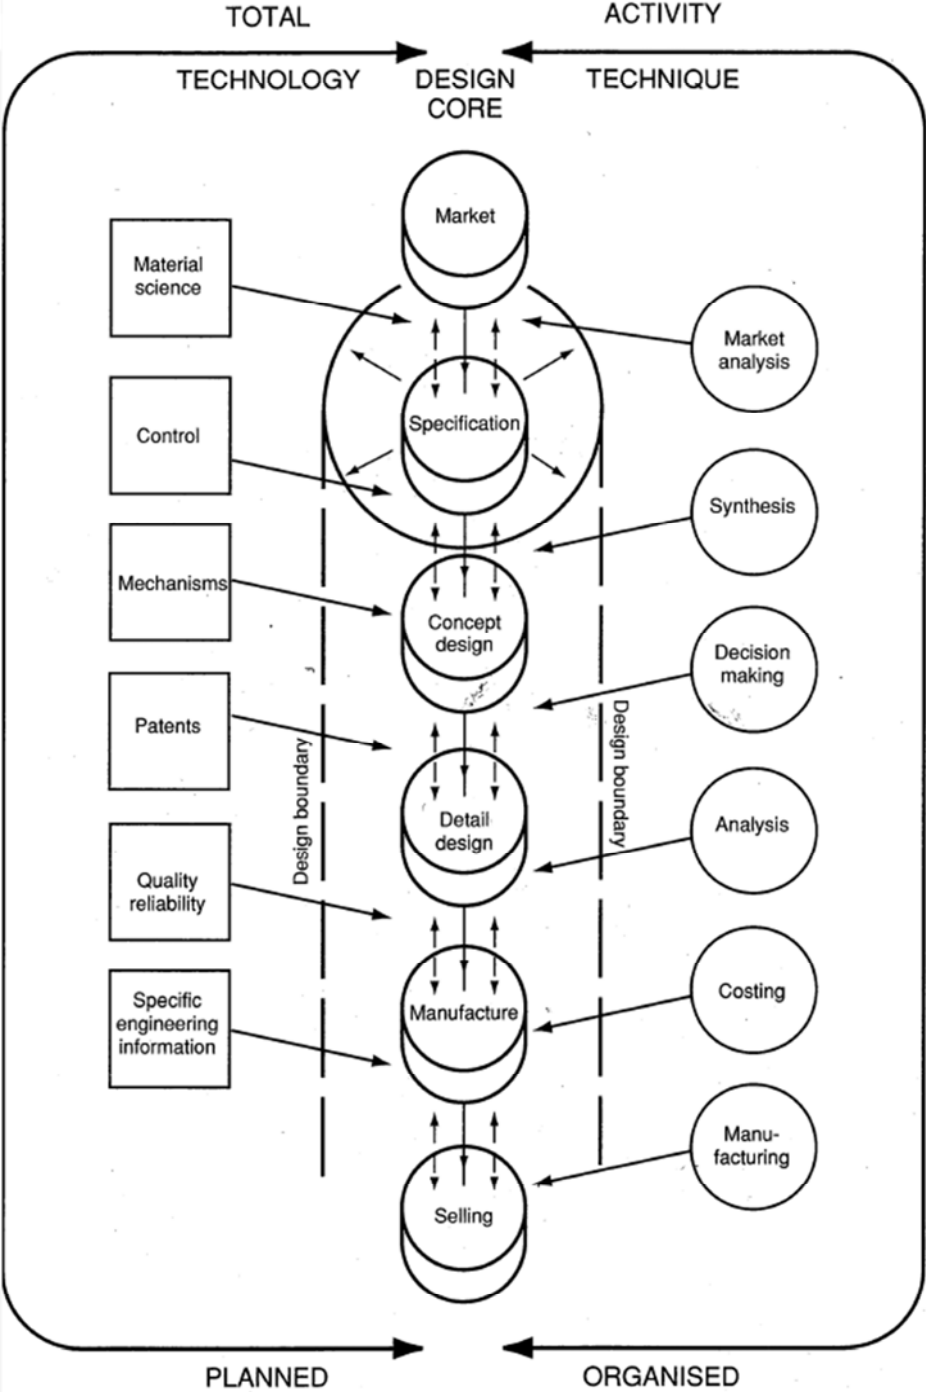 TOTAL
ACTIVITY
TECHNOLOGY
DESIGN
CORE
TECHNIQUE
Market
Material
science
Market
analysis
Control
Specification
Synthesis
Mechanisms
Concept
design
Decision
making
Patents
Design boundary
Design boundary
Detail
design
Analysis
Quality
reliability
Specific
engineering
information
Manufacture
Costing
Manu-
facturing
Selling
PLANNED
ORGANISED